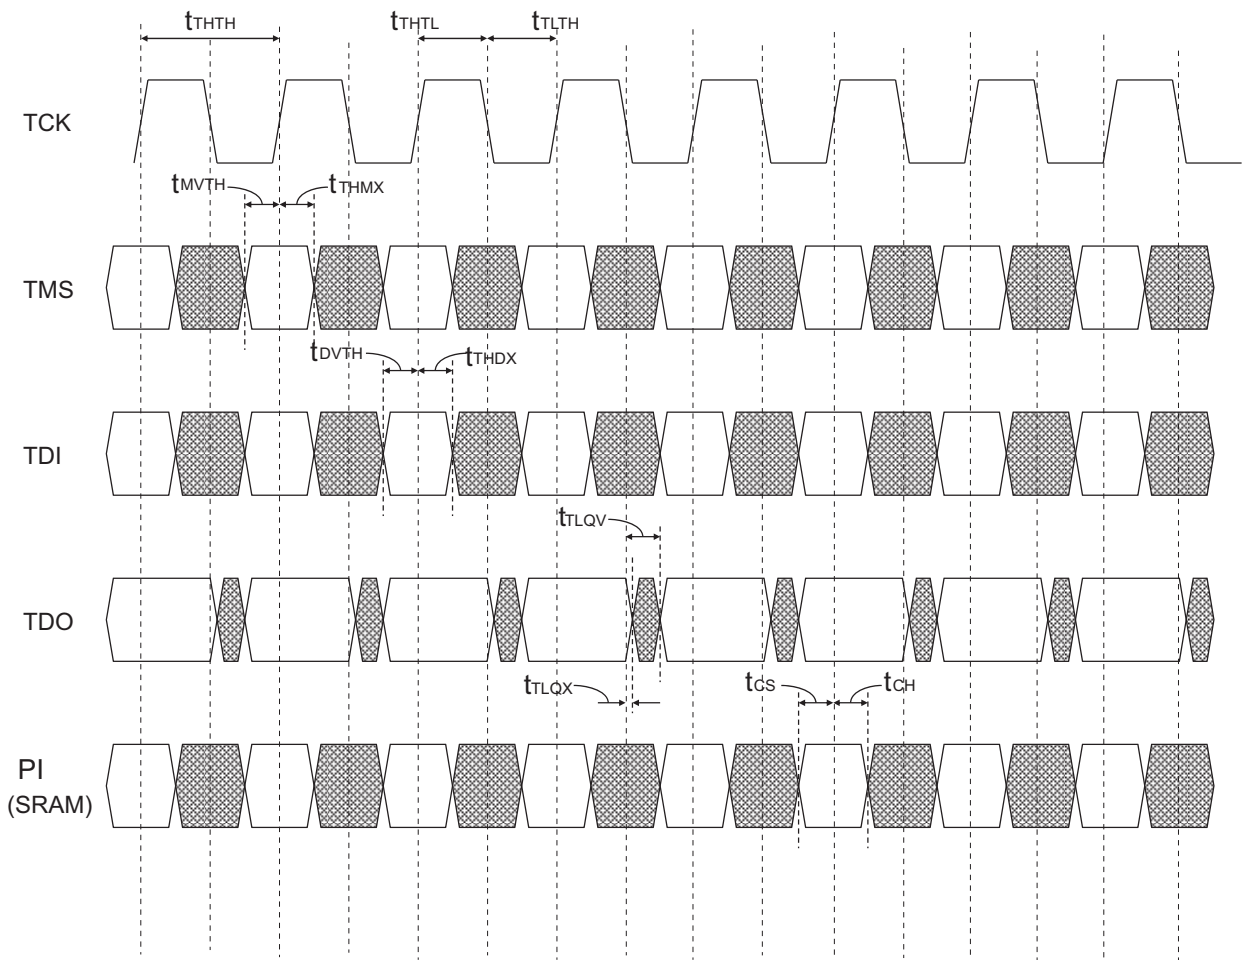 tTHTH
tTHTL
tTLTH
TCK
tMVTH
tTHMX
TMS
tDVTH
tTHDX
TDI
tTLQV
TDO
tTLQX
tCS
tCH
PI
(SRAM)